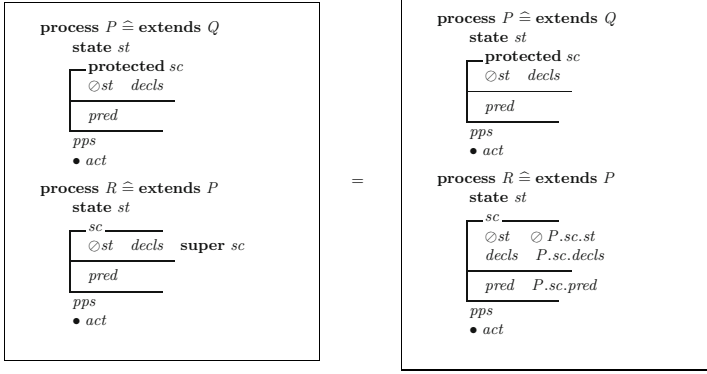 process P ≙ extends Q
state st
protected sc
⊘st decls
pred
pps
• act
process R ≙ extends P
state st
sc
⊘st decls super sc
pred
pps
• act
=
process P ≙ extends Q
state st
protected sc
⊘st decls
pred
pps
• act
process R ≙ extends P
state st
sc
⊘st ⊘ P.sc.st
decls P.sc.decls
pred P.sc.pred
pps
• act